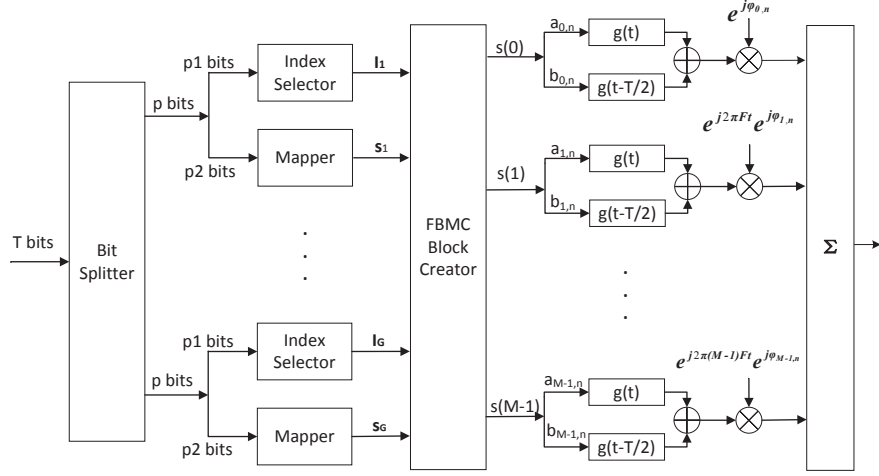 T bits
Bit
Splitter
p bits
p1 bits
Index
Selector
I1
p2 bits
Mapper
s1
.
.
.
p bits
p1 bits
Index
Selector
IG
p2 bits
Mapper
sG
FBMC
Block
Creator
s(0)
a0,n
g(t)
b0,n
g(t-T/2)
e^jφ0,n
s(1)
a1,n
g(t)
b1,n
g(t-T/2)
e^j2πFt e^jφ1,n
.
.
.
s(M-1)
aM-1,n
g(t)
bM-1,n
g(t-T/2)
e^j2π(M-1)Ft e^jφM-1,n
Σ